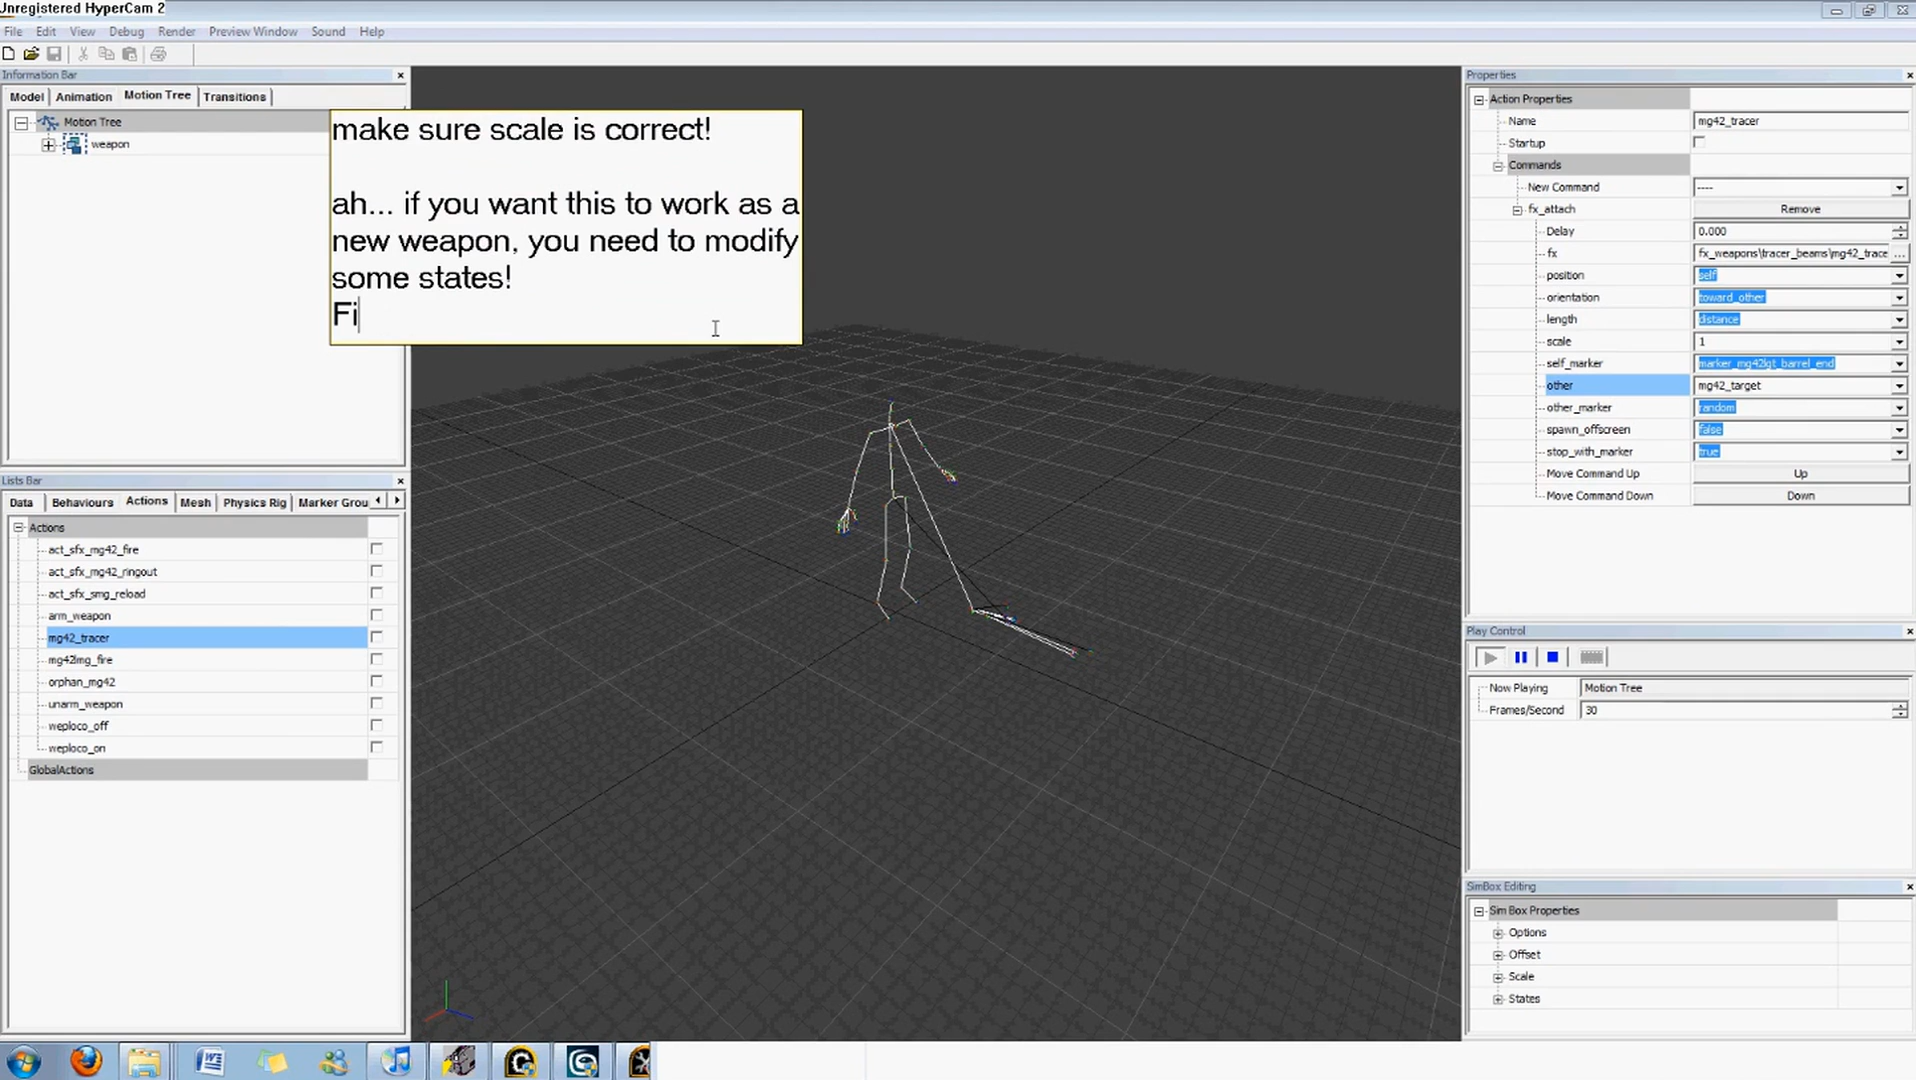 Unregistered HyperCam 2
File Edit View Debug Render Preview Window Sound Help
Information Bar
Model Animation Motion Tree Transitions
Motion Tree
weapon
make sure scale is correct!
ah... if you want this to work as a
new weapon, you need to modify
some states!
Fi
Lists Bar
Data Behaviours Actions Mesh Physics Rig Marker Grou
Actions
act_sfx_mg42_fire
act_sfx_mg42_ringout
act_sfx_smg_reload
arm_weapon
mg42_tracer
mg42lmg_fire
orphan_mg42
unarm_weapon
weploco_off
weploco_on
GlobalActions
Properties
Action Properties
Name mg42_tracer
Startup
Commands
New Command ----
fx_attach Remove
Delay 0.000
fx fx_weapons\tracer_beams\mg42_trace ...
position self
orientation toward_other
length distance
scale 1
self_marker marker_mg42lgt_barrel_end
other mg42_target
other_marker random
spawn_offscreen false
stop_with_marker true
Move Command Up Up
Move Command Down Down
Play Control
Now Playing Motion Tree
Frames/Second 30
SimBox Editing
Sim Box Properties
Options
Offset
Scale
States